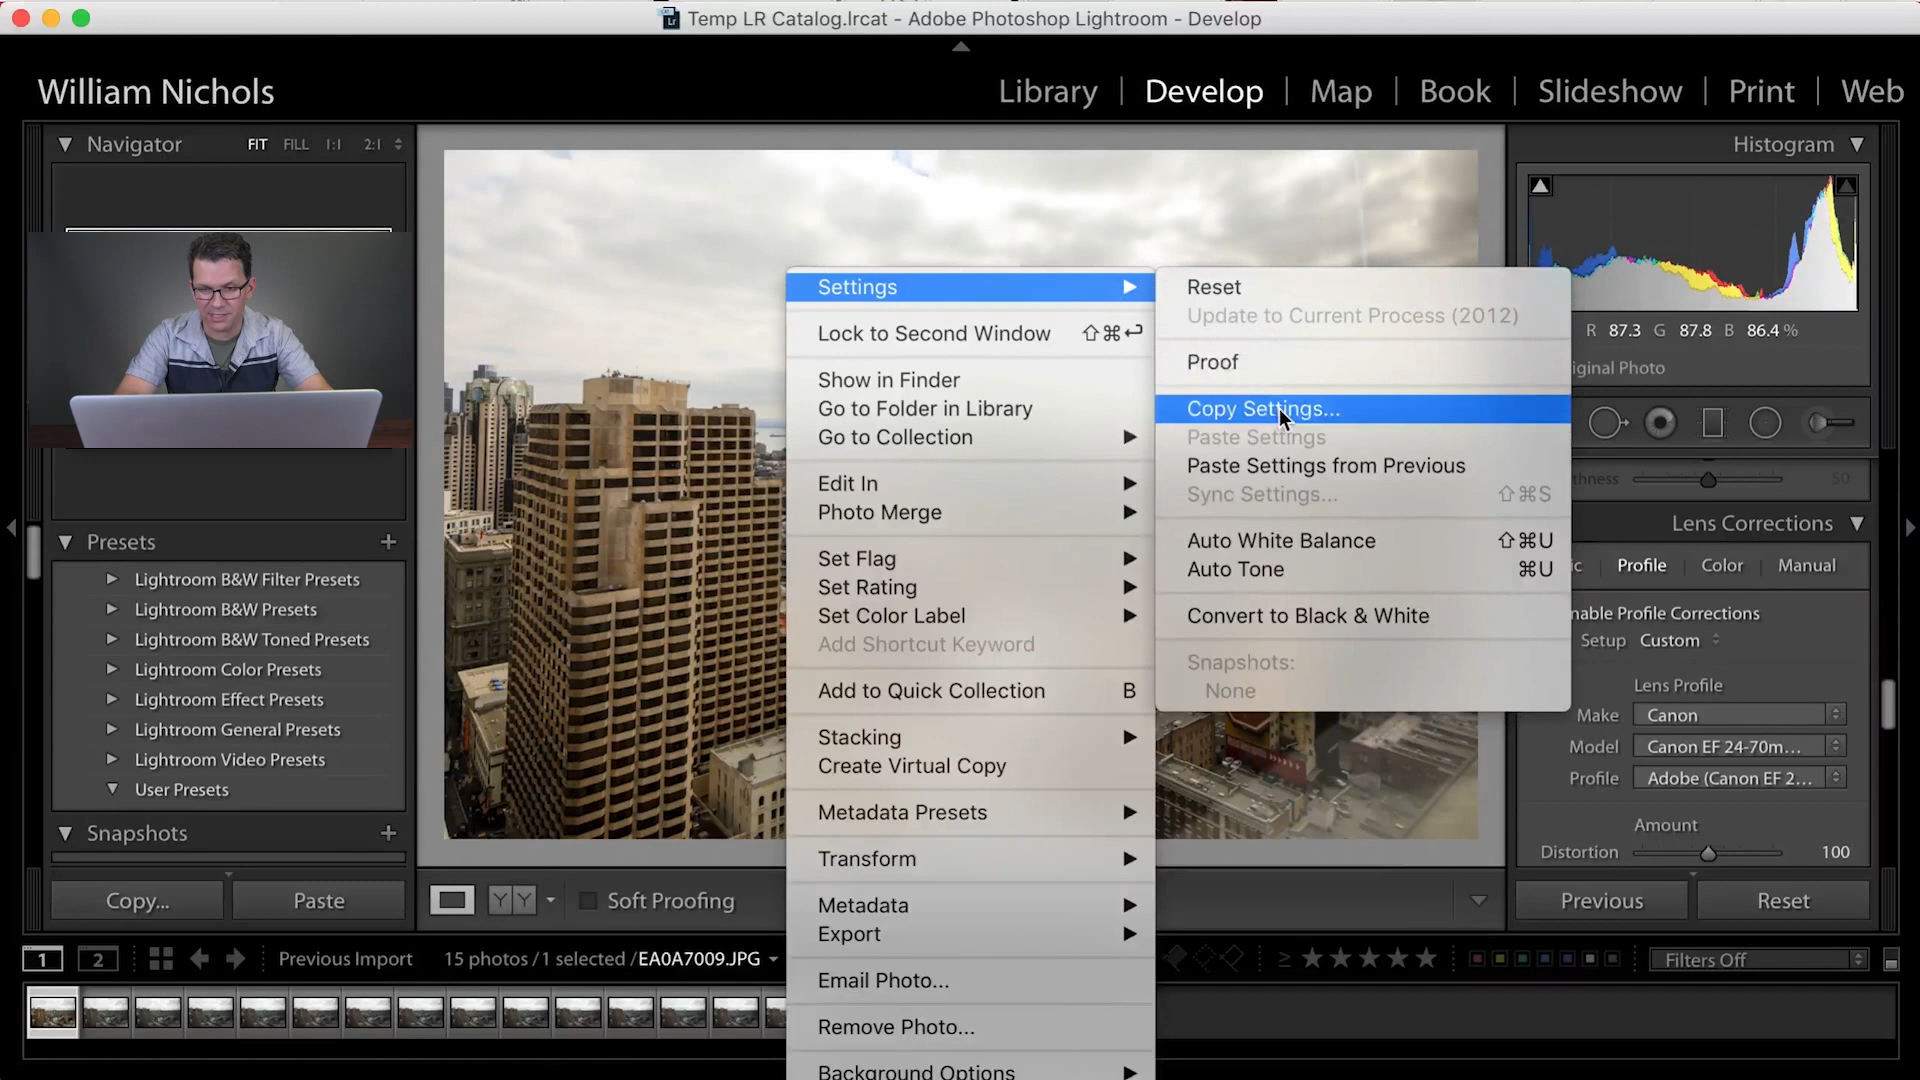 Temp LR Catalog.lrcat - Adobe Photoshop Lightroom - Develop
William Nichols
Library | Develop | Map | Book | Slideshow | Print | Web
Navigator FIT FILL 1:1 2:1
Histogram
R 87.3 G 87.8 B 86.4 %
iginal Photo
Settings
Lock to Second Window ⇧⌘↩
Show in Finder
Go to Folder in Library
Go to Collection
Edit In
Photo Merge
Set Flag
Set Rating
Set Color Label
Add Shortcut Keyword
Add to Quick Collection B
Stacking
Create Virtual Copy
Metadata Presets
Transform
Metadata
Export
Email Photo...
Remove Photo...
Background Options
Reset
Update to Current Process (2012)
Proof
Copy Settings...
Paste Settings
Paste Settings from Previous
Sync Settings... ⇧⌘S
Auto White Balance ⇧⌘U
Auto Tone ⌘U
Convert to Black & White
Snapshots:
None
Presets +
Lightroom B&W Filter Presets
Lightroom B&W Presets
Lightroom B&W Toned Presets
Lightroom Color Presets
Lightroom Effect Presets
Lightroom General Presets
Lightroom Video Presets
User Presets
Snapshots +
Copy... Paste
YY Soft Proofing
thness 50
Lens Corrections
ic Profile Color Manual
nable Profile Corrections
Setup Custom
Lens Profile
Make Canon
Model Canon EF 24-70m...
Profile Adobe (Canon EF 2...
Amount
Distortion 100
Previous Reset
1 2 Previous Import 15 photos / 1 selected / EA0A7009.JPG
≥ ★★★★★ Filters Off